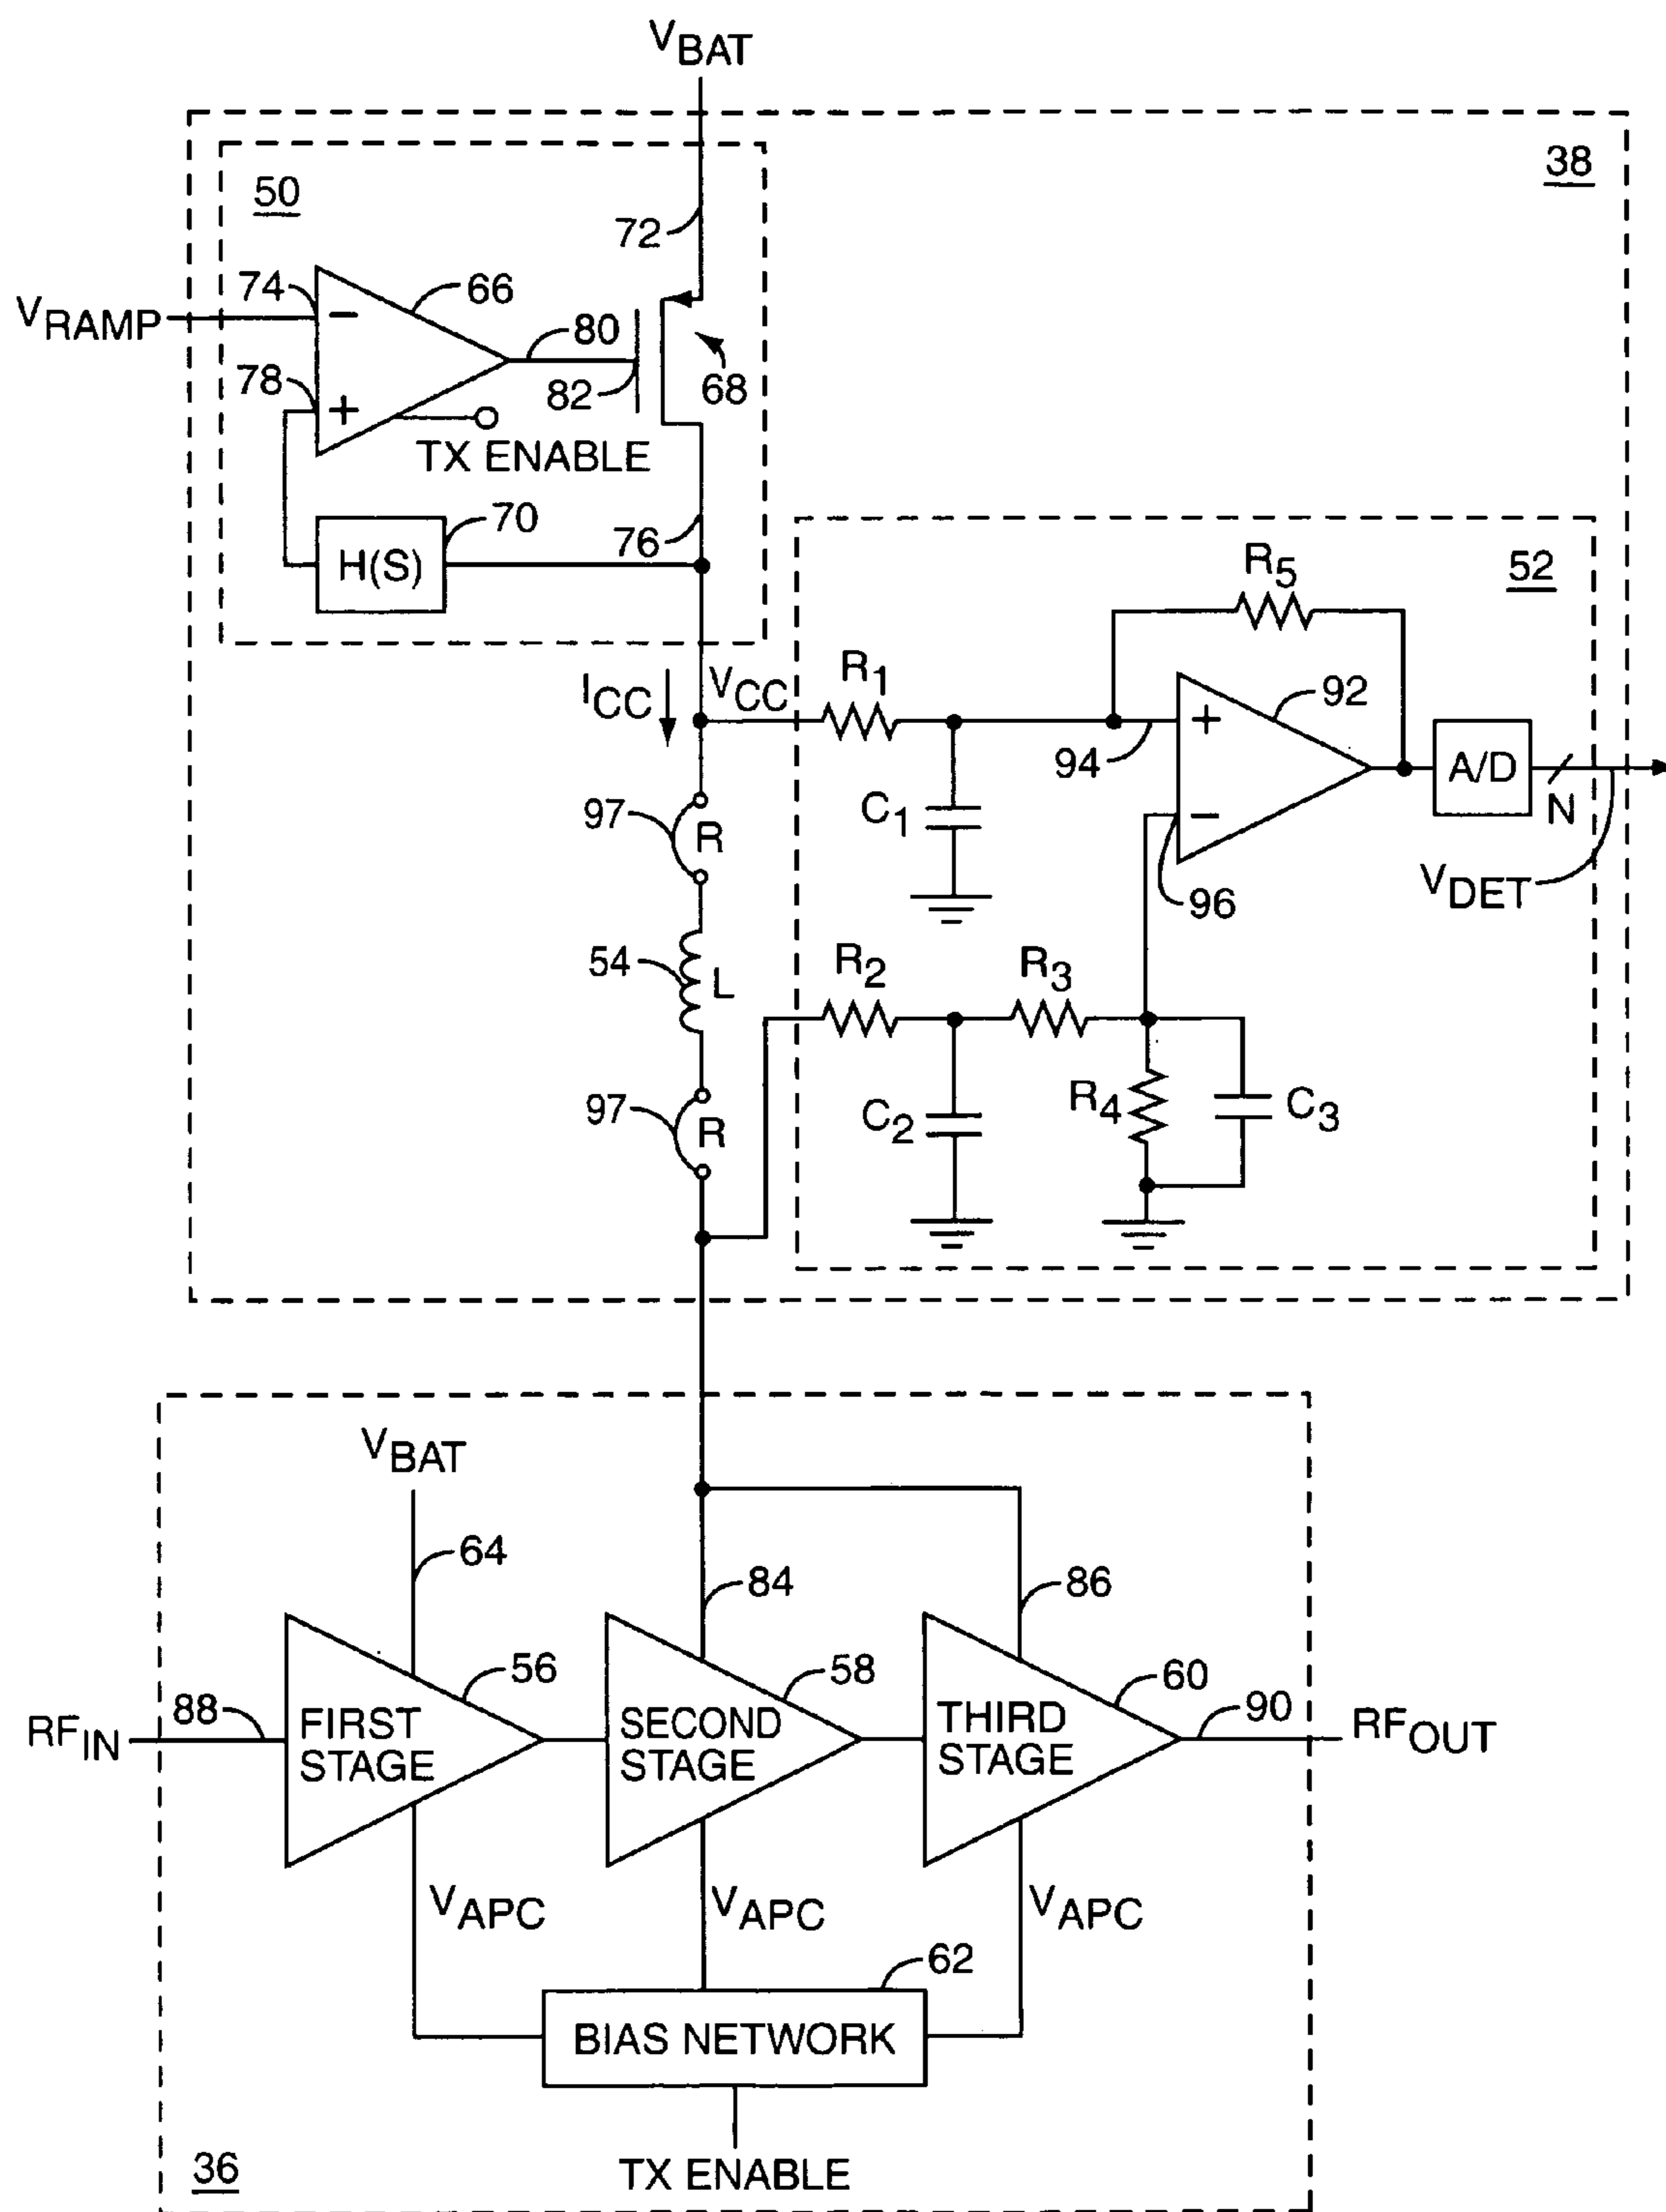 VBAT
38
50
72
74
66
VRAMP
−
80
78
82
68
+
TX ENABLE
70
76
H(S)
R5
52
ICC
VCC
R1
92
+
94
A/D
97
R
C1
−
N
VDET
96
54
L
R2
R3
97
R
C2
R4
C3
VBAT
64
84
86
56
58
60
88
90
RFIN
FIRST STAGE
SECOND STAGE
THIRD STAGE
RFOUT
VAPC
VAPC
VAPC
62
BIAS NETWORK
36
TX ENABLE